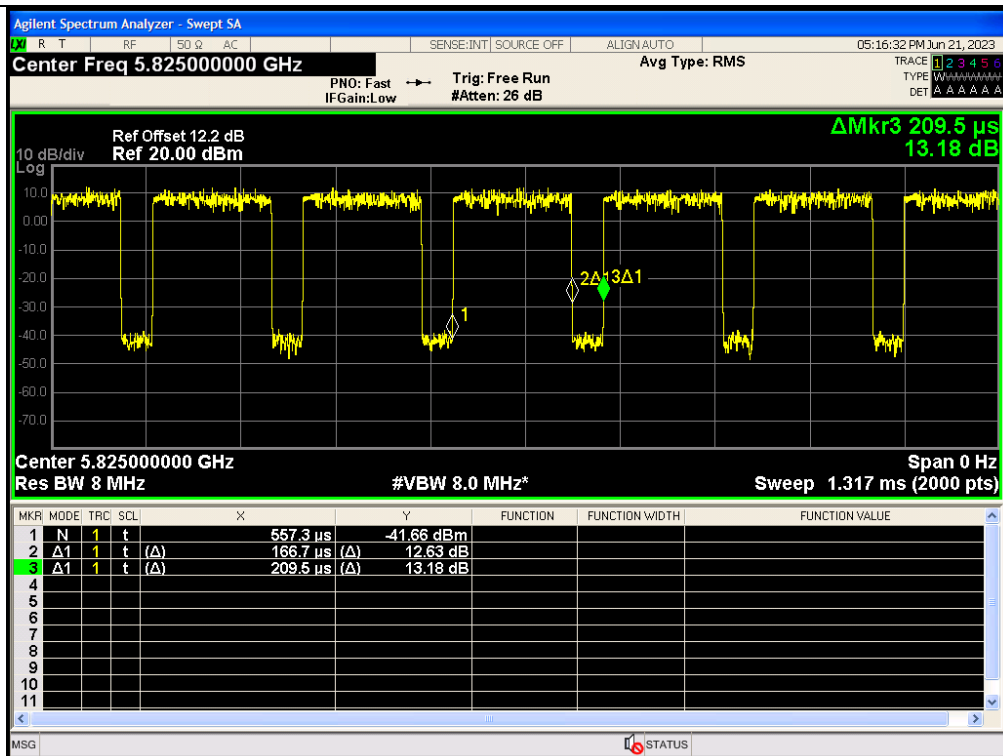 Agilent Spectrum Analyzer - Swept SA
LXI R T RF 50 Ω AC SENSE:INT SOURCE OFF ALIGN AUTO 05:16:32 PM Jun 21, 2023
Center Freq 5.825000000 GHz Avg Type: RMS TRACE 1 2 3 4 5 6
PNO: Fast Trig: Free Run TYPE WWWWWW
IFGain:Low #Atten: 26 dB DET A A A A A A
ΔMkr3 209.5 µs
13.18 dB
Ref Offset 12.2 dB
10 dB/div Ref 20.00 dBm
Log
10.0
0.00
-10.0
-20.0
2Δ1 3Δ1
-30.0
1
-40.0
-50.0
-60.0
-70.0
Center 5.825000000 GHz Span 0 Hz
Res BW 8 MHz #VBW 8.0 MHz* Sweep 1.317 ms (2000 pts)
MKR MODE TRC SCL X Y FUNCTION FUNCTION WIDTH FUNCTION VALUE
1 N 1 t 557.3 µs -41.66 dBm
2 Δ1 1 t (Δ) 166.7 µs (Δ) 12.63 dB
3 Δ1 1 t (Δ) 209.5 µs (Δ) 13.18 dB
4
5
6
7
8
9
10
11
MSG STATUS